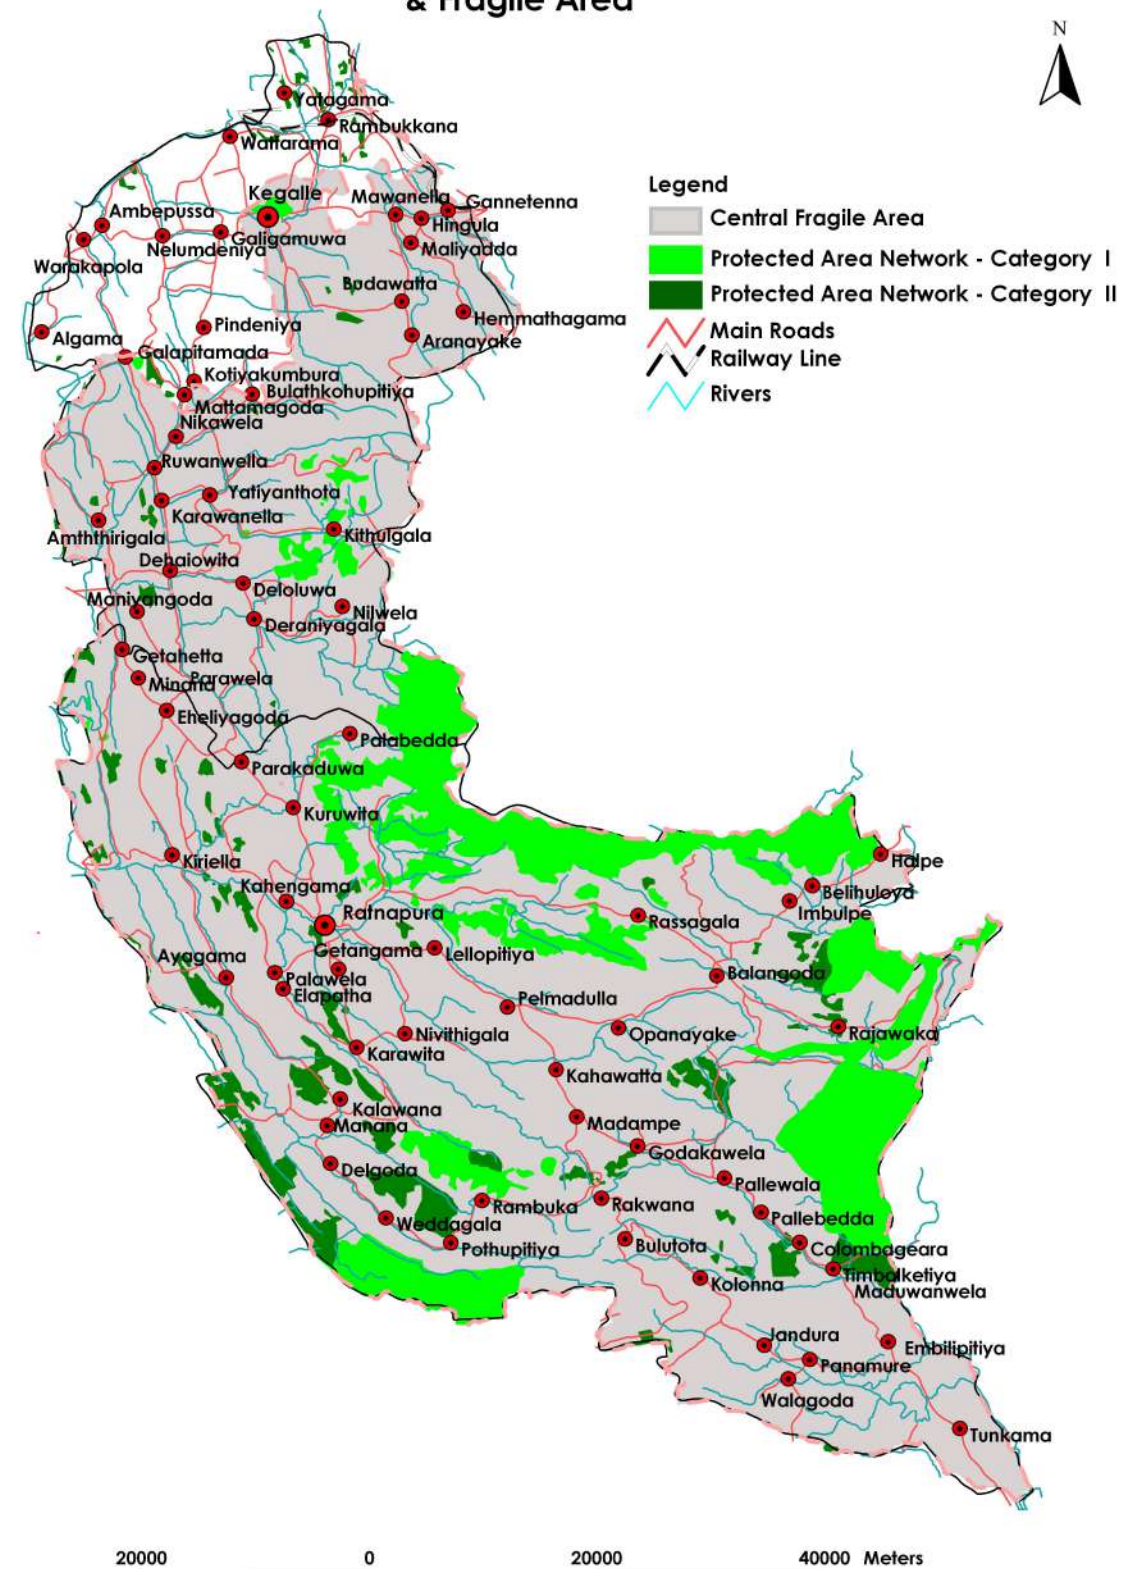 & Fragile Area
N
Yatagama
Rambukkana
Wattarama
Kegalle
Mawanella
Gannetenna
Ambepussa
Hingula
Galigamuwa
Nelumdeniya
Maliyadda
Warakapola
Budawatta
Hemmathagama
Pindeniya
Algama
Aranayake
Galapitamada
Kotiyakumbura
Bulathkohupitiya
Mattamagoda
Nikawela
Ruwanwella
Yatiyanthota
Karawanella
Amththirigala
Kithulgala
Dehaiowita
Deloluwa
Maniyangoda
Nilwela
Deraniyagala
Getahetta
Parawela
Minana
Eheliyagoda
Palabedda
Parakaduwa
Kuruwita
Kiriella
Halpe
Kahengama
Belihuloya
Imbulpe
Ratnapura
Rassagala
Getangama
Lellopitiya
Ayagama
Balangoda
Palawela
Elapatha
Pelmadulla
Nivithigala
Opanayake
Rajawaka
Karawita
Kahawatta
Kalawana
Manana
Madampe
Godakawela
Delgoda
Pallewala
Rambuka
Rakwana
Pallebedda
Weddagala
Pothupitiya
Bulutota
Colombageara
Timbolketiya
Kolonna
Maduwanwela
Jandura
Embilipitiya
Panamure
Walagoda
Tunkama
Legend
Central Fragile Area
Protected Area Network - Category I
Protected Area Network - Category II
Main Roads
Railway Line
Rivers
20000 0 20000 40000 Meters